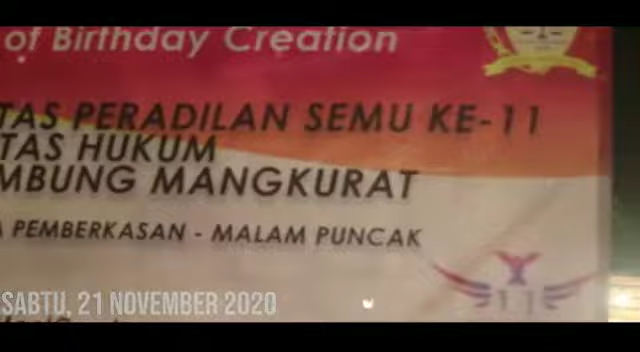 of Birthday Creation
TAS PERADILAN SEMU KE-11
TAS HUKUM
MBUNG MANGKURAT
PEMBERKASAN - MALAM PUNCAK
11
SABTU, 21 NOVEMBER 2020